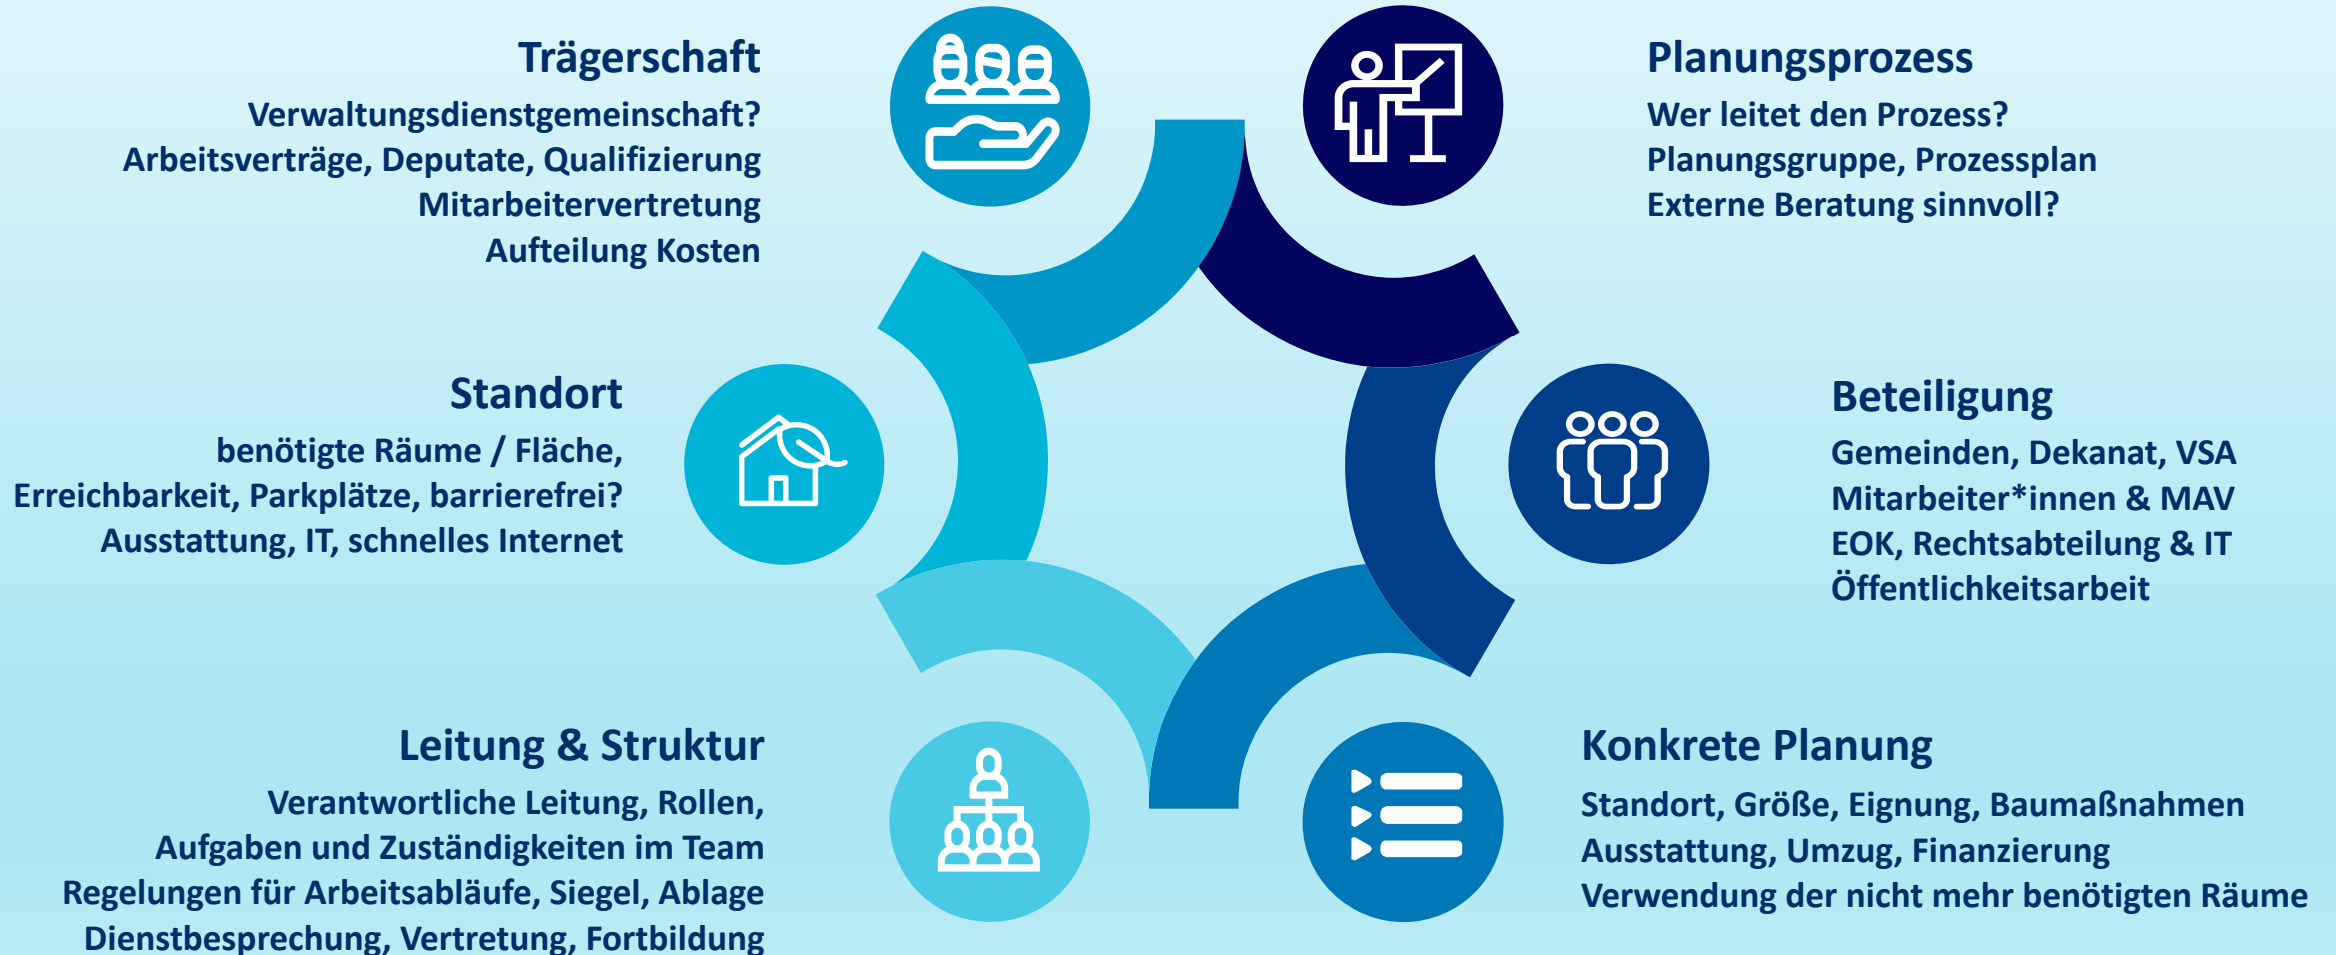 Trägerschaft
Verwaltungsdienstgemeinschaft?
Arbeitsverträge, Deputate, Qualifizierung
Mitarbeitervertretung
Aufteilung Kosten
Planungsprozess
Wer leitet den Prozess?
Planungsgruppe, Prozessplan
Externe Beratung sinnvoll?
Standort
benötigte Räume / Fläche,
Erreichbarkeit, Parkplätze, barrierefrei?
Ausstattung, IT, schnelles Internet
Beteiligung
Gemeinden, Dekanat, VSA
Mitarbeiter*innen & MAV
EOK, Rechtsabteilung & IT
Öffentlichkeitsarbeit
Leitung & Struktur
Verantwortliche Leitung, Rollen,
Aufgaben und Zuständigkeiten im Team
Regelungen für Arbeitsabläufe, Siegel, Ablage
Dienstbesprechung, Vertretung, Fortbildung
Konkrete Planung
Standort, Größe, Eignung, Baumaßnahmen
Ausstattung, Umzug, Finanzierung
Verwendung der nicht mehr benötigten Räume